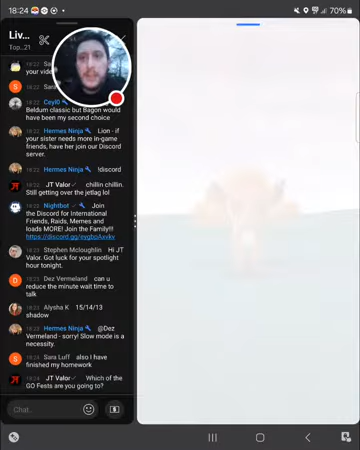 18:24
70%
Liv...
Top...21
18:22 Sa
your vide
18:22 Sara
18:22 Ceyl0
Beldum classic but Bagon would
have been my second choice
18:22 Hermes Ninja Lion - if
your sister needs more in-game
friends, have her join our Discord
server.
18:22 Hermes Ninja !discord
18:22 JT Valor chillin chillin.
Still getting over the jetlag lol
18:23 Nightbot Join
the Discord for International
Friends, Raids, Memes and
loads MORE! Join the Family!!!
18:23 Stephen Mcloughlin Hi JT
Valor. Got luck for your spotlight
hour tonight.
18:23 Dez Vermeland can u
reduce the minute wait time to
talk
18:23 Alysha K 15/14/13
shadow
18:23 Hermes Ninja @Dez
Vermeland - sorry! Slow mode is a
necessity.
18:24 Sara Luff also I have
finished my homework
18:24 JT Valor Which of the
GO Fests are you going to?
Chat...